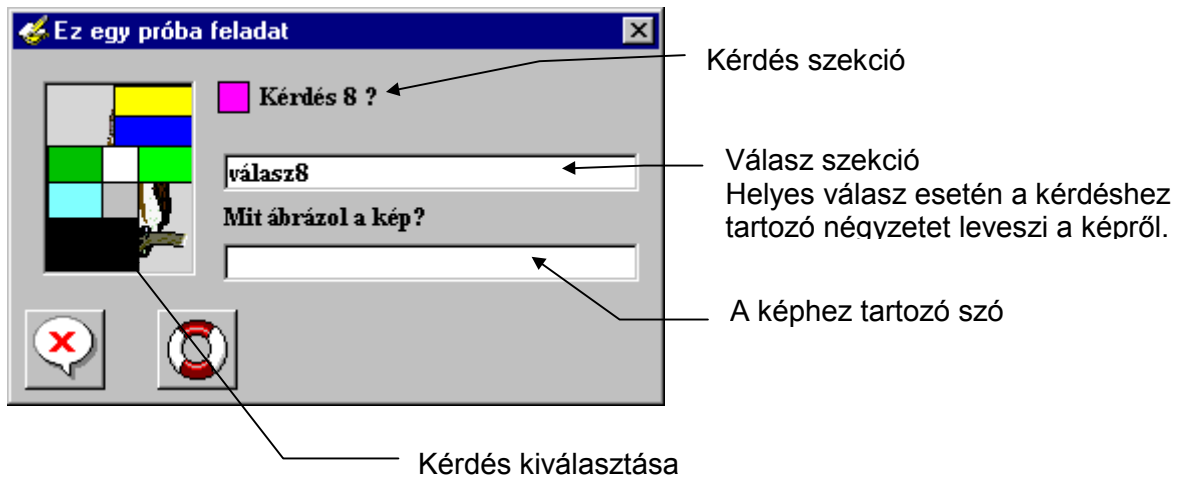 Ez egy próba feladat
Kérdés szekció
Kérdés 8 ?
Válasz szekció
válasz8
Helyes válasz esetén a kérdéshez
tartozó négyzetet leveszi a képről.
Mit ábrázol a kép?
A képhez tartozó szó
Kérdés kiválasztása